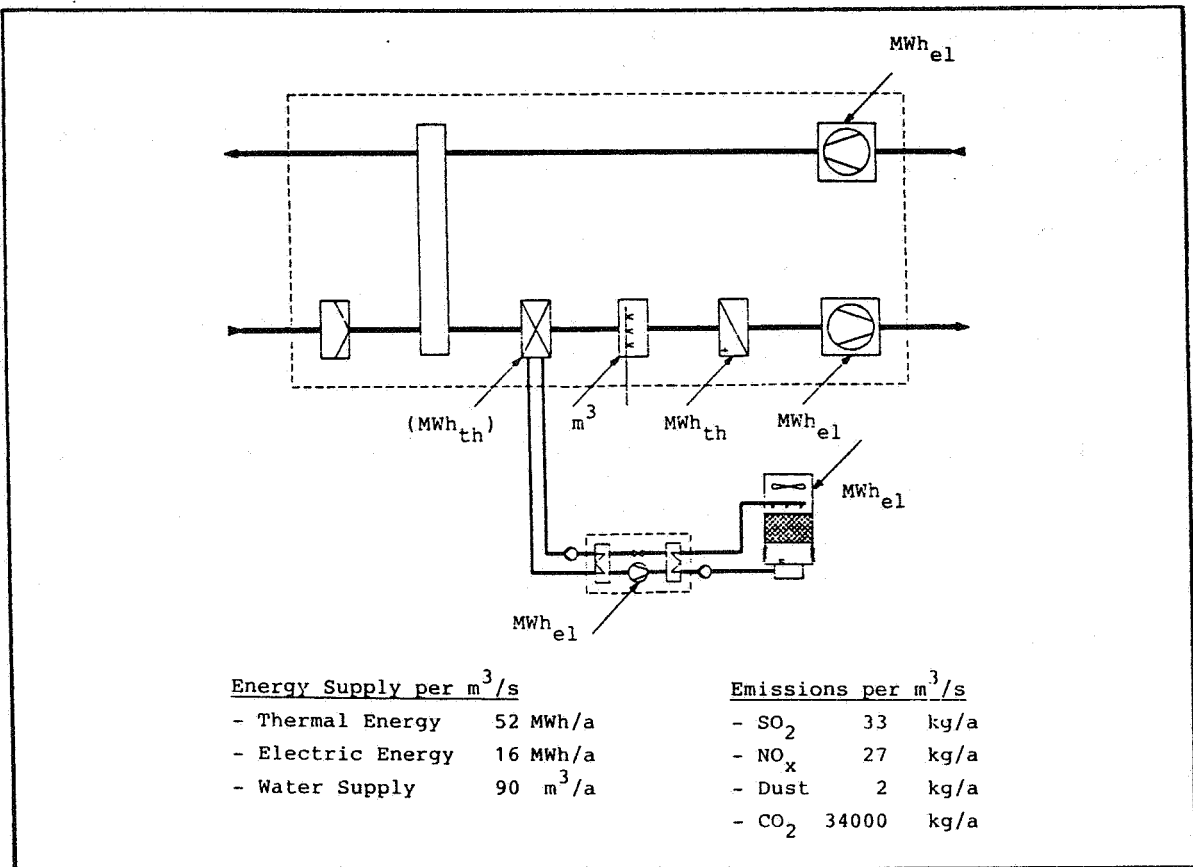 MWh_el
(MWh_th)
m³
MWh_th
MWh_el
MWh_el
MWh_el
Energy Supply per m³/s
- Thermal Energy 52 MWh/a
- Electric Energy 16 MWh/a
- Water Supply 90 m³/a
Emissions per m³/s
- SO₂ 33 kg/a
- NOₓ 27 kg/a
- Dust 2 kg/a
- CO₂ 34000 kg/a